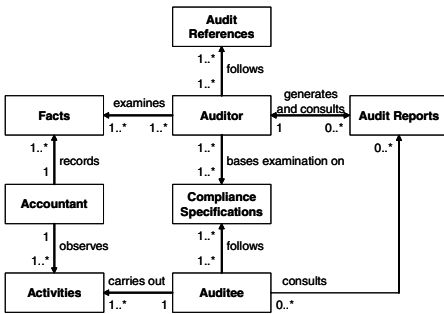 Audit
References
1..*
1..*
follows
examines
generates
and consults
Facts
Auditor
Audit Reports
1..*
1..*
1
0..*
1..*
records
1
1..*
bases examination on
1..*
0..*
Accountant
Compliance
Specifications
1
observes
1..*
1..*
follows
1..*
Activities
carries out
Auditee
consults
1..*
1
0..*